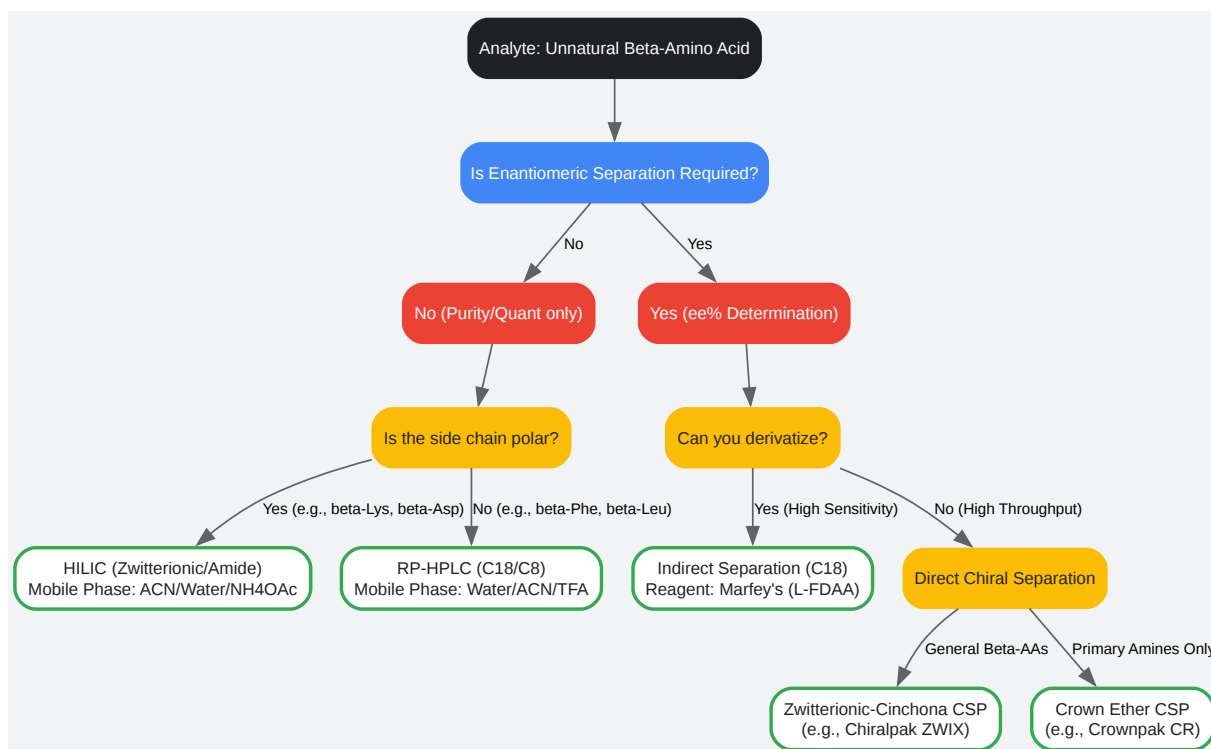 Analyte: Unnatural Beta-Amino Acid
Is Enantiomeric Separation Required?
No
Yes
No (Purity/Quant only)
Yes (ee% Determination)
Is the side chain polar?
Can you derivatize?
Yes (e.g., beta-Lys, beta-Asp)
No (e.g., beta-Phe, beta-Leu)
Yes (High Sensitivity)
No (High Throughput)
HILIC (Zwitterionic/Amide)
Mobile Phase: ACN/Water/NH4OAc
RP-HPLC (C18/C8)
Mobile Phase: Water/ACN/TFA
Indirect Separation (C18)
Reagent: Marfey's (L-FDAA)
Direct Chiral Separation
General Beta-AAs
Primary Amines Only
Zwitterionic-Cinchona CSP
(e.g., Chiralpak ZWIX)
Crown Ether CSP
(e.g., Crownpak CR)